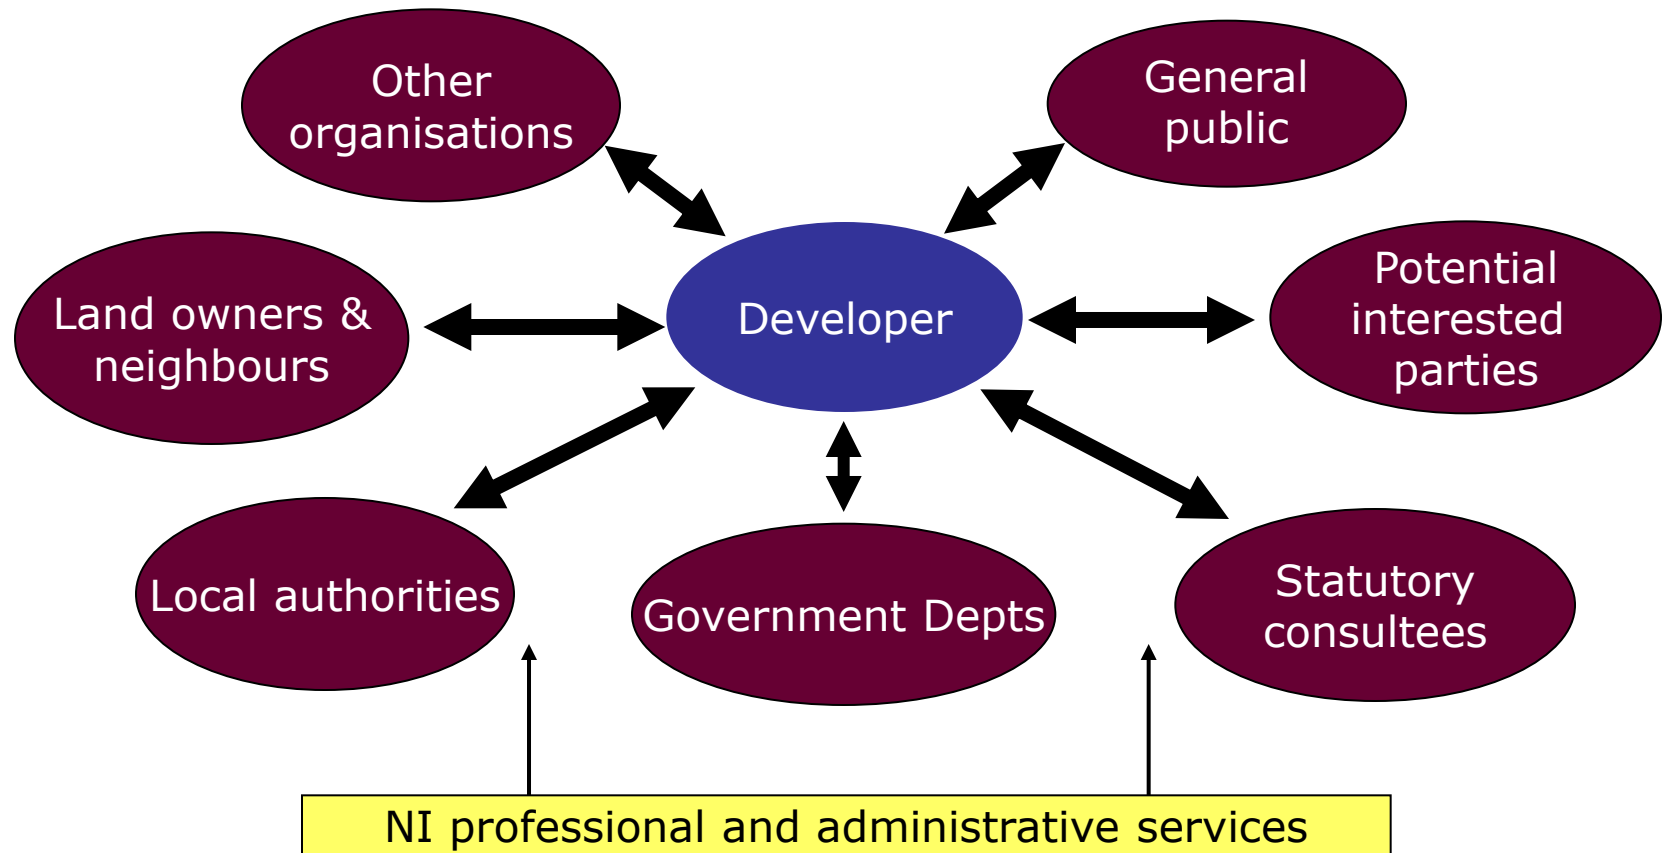 Other
organisations
General
public
Land owners &
neighbours
Developer
Potential
interested
parties
Local authorities
Government Depts
Statutory
consultees
NI professional and administrative services